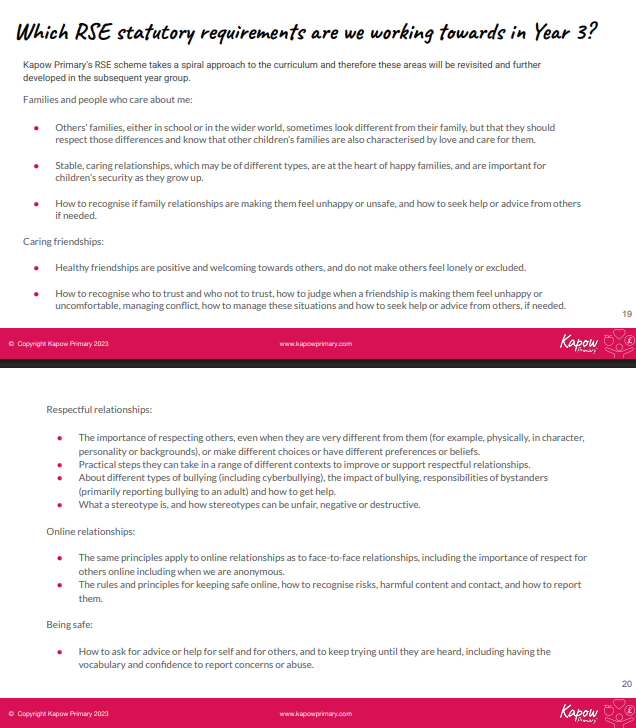 Which RSE statutory requirements are we working towards in Year 3?
Kapow Primary's RSE scheme takes a spiral approach to the curriculum and therefore these areas will be revisited and further
developed in the subsequent year group.
Families and people who care about me:
● Others' families, either in school or in the wider world, sometimes look different from their family, but that they should
respect those differences and know that other children's families are also characterised by love and care for them.
● Stable, caring relationships, which may be of different types, are at the heart of happy families, and are important for
children's security as they grow up.
● How to recognise if family relationships are making them feel unhappy or unsafe, and how to seek help or advice from others
if needed.
Caring friendships:
● Healthy friendships are positive and welcoming towards others, and do not make others feel lonely or excluded.
● How to recognise who to trust and who not to trust, how to judge when a friendship is making them feel unhappy or
uncomfortable, managing conflict, how to manage these situations and how to seek help or advice from others, if needed.
19
© Copyright Kapow Primary 2023
www.kapowprimary.com
Kapow
Primary
Respectful relationships:
● The importance of respecting others, even when they are very different from them (for example, physically, in character,
personality or backgrounds), or make different choices or have different preferences or beliefs.
● Practical steps they can take in a range of different contexts to improve or support respectful relationships.
● About different types of bullying (including cyberbullying), the impact of bullying, responsibilities of bystanders
(primarily reporting bullying to an adult) and how to get help.
● What a stereotype is, and how stereotypes can be unfair, negative or destructive.
Online relationships:
● The same principles apply to online relationships as to face-to-face relationships, including the importance of respect for
others online including when we are anonymous.
● The rules and principles for keeping safe online, how to recognise risks, harmful content and contact, and how to report
them.
Being safe:
● How to ask for advice or help for self and for others, and to keep trying until they are heard, including having the
vocabulary and confidence to report concerns or abuse.
20
© Copyright Kapow Primary 2023
www.kapowprimary.com
Kapow
Primary